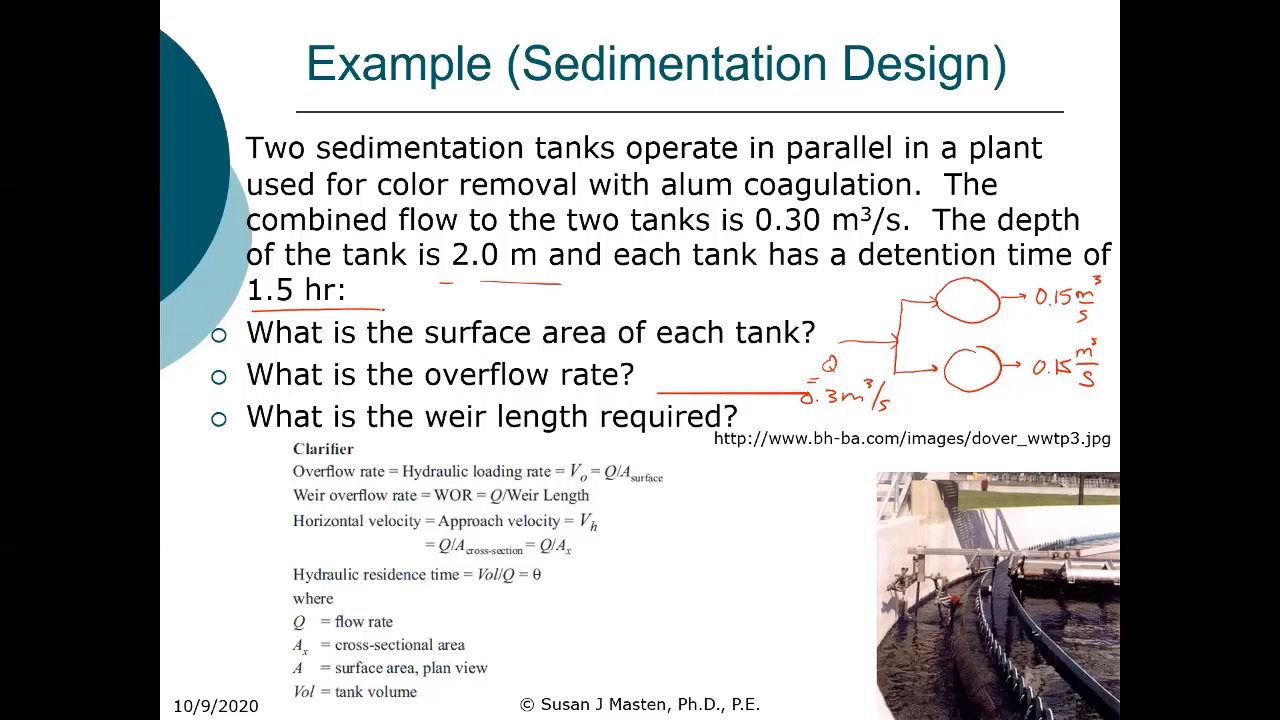 Example (Sedimentation Design)
Two sedimentation tanks operate in parallel in a plant
used for color removal with alum coagulation. The
combined flow to the two tanks is 0.30 m³/s. The depth
of the tank is 2.0 m and each tank has a detention time of
1.5 hr:
What is the surface area of each tank?
What is the overflow rate?
What is the weir length required?
0.15 m³/s
0.15 m³/s
Q
= 0.3 m³/s
http://www.bh-ba.com/images/dover_wwtp3.jpg
Clarifier
Overflow rate = Hydraulic loading rate = Vo = Q/Asurface
Weir overflow rate = WOR = Q/Weir Length
Horizontal velocity = Approach velocity = Vh
= Q/Across-section = Q/Ax
Hydraulic residence time = Vol/Q = θ
where
Q = flow rate
Ax = cross-sectional area
A = surface area, plan view
Vol = tank volume
10/9/2020
© Susan J Masten, Ph.D., P.E.